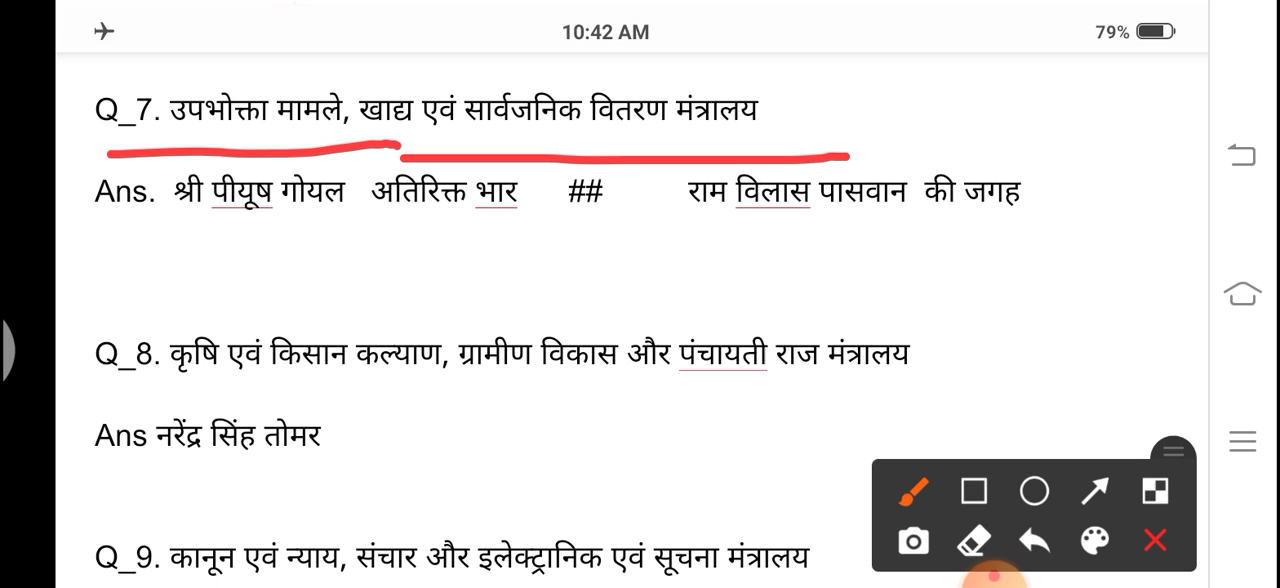 10:42 AM
79%
Q_7. उपभोक्ता मामले, खाद्य एवं सार्वजनिक वितरण मंत्रालय
Ans. श्री पीयूष गोयल अतिरिक्त भार ## राम विलास पासवान की जगह
Q_8. कृषि एवं किसान कल्याण, ग्रामीण विकास और पंचायती राज मंत्रालय
Ans नरेंद्र सिंह तोमर
Q_9. कानून एवं न्याय, संचार और इलेक्ट्रानिक एवं सूचना मंत्रालय